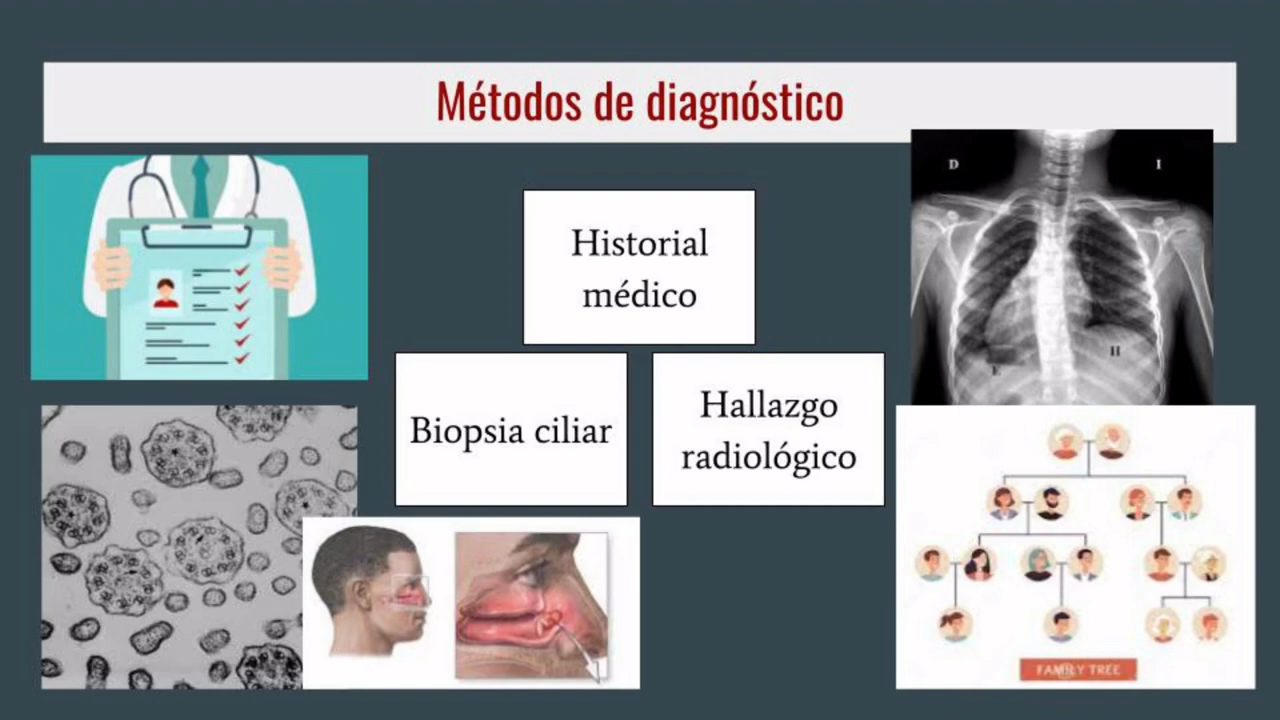 Métodos de diagnóstico
D
I
Historial
médico
H
E
Biopsia ciliar
Hallazgo
radiológico
FAMILY TREE